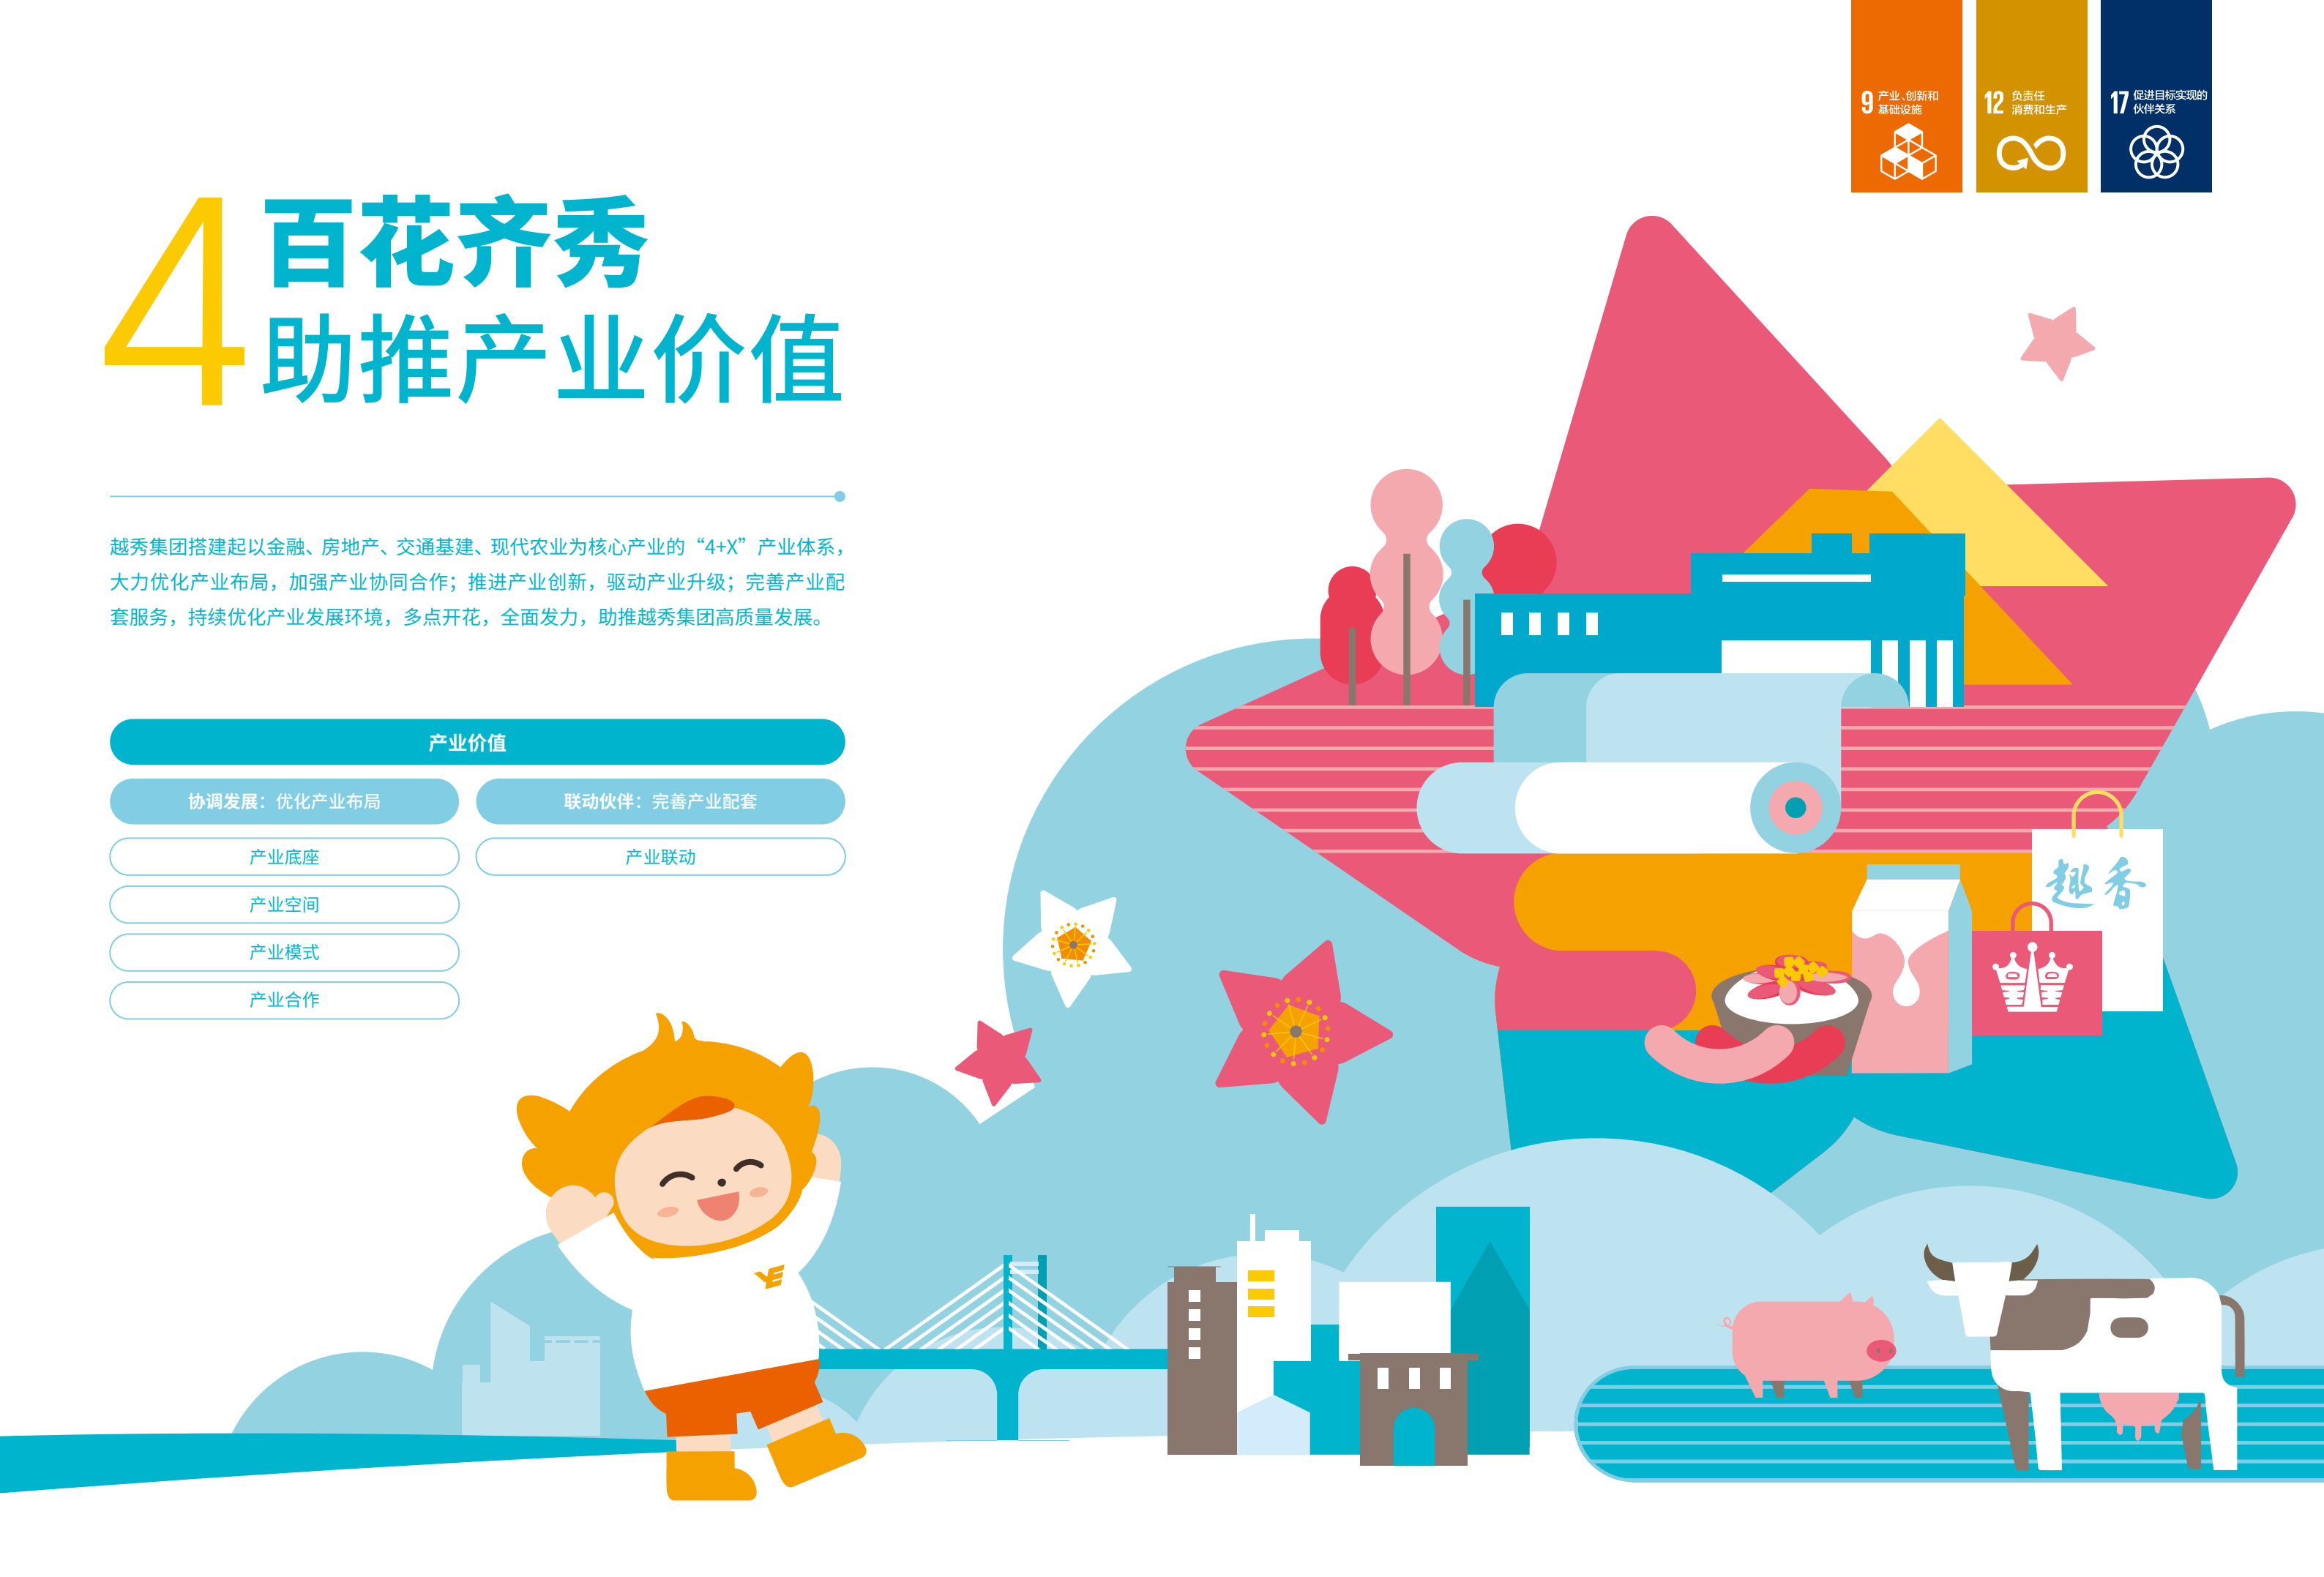 9 产业、创新和
基础设施
12 负责任
消费和生产
17 促进目标实现的
伙伴关系
4 百花齐秀
助推产业价值
越秀集团搭建起以金融、房地产、交通基建、现代农业为核心产业的“4+X”产业体系，
大力优化产业布局，加强产业协同合作；推进产业创新，驱动产业升级；完善产业配
套服务，持续优化产业发展环境，多点开花，全面发力，助推越秀集团高质量发展。
产业价值
协调发展：优化产业布局
联动伙伴：完善产业配套
产业底座
产业联动
产业空间
产业模式
产业合作